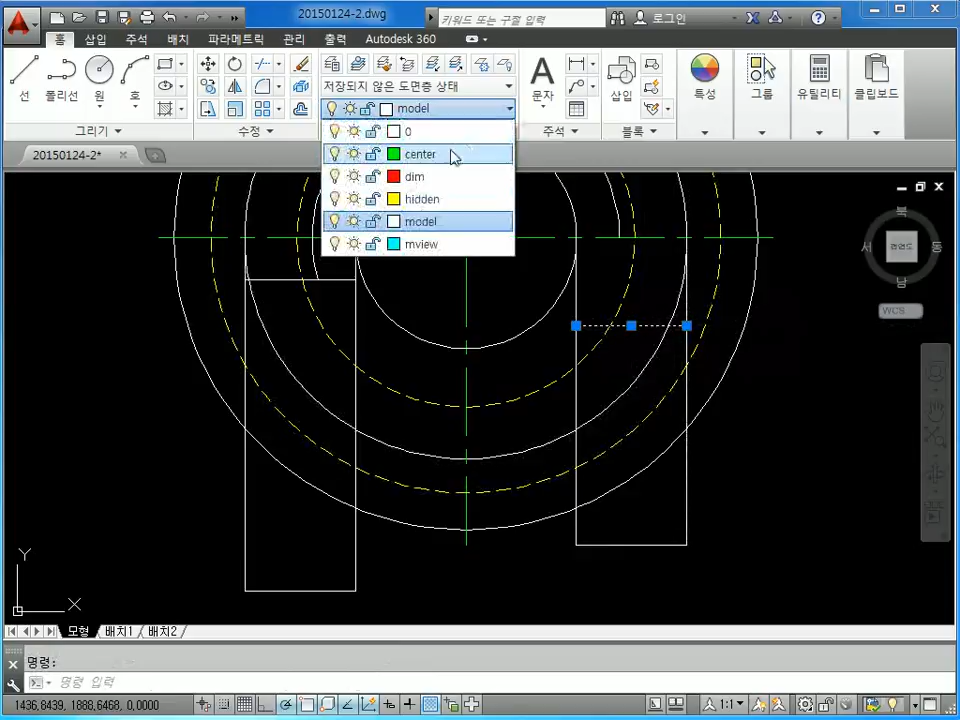 20150124-2.dwg
키워드 또는 구절 입력
로그인
홈 삽입 주석 배치 파라메트릭 관리 출력 Autodesk 360
저장되지 않은 도면층 상태
model
선 폴리선 원 호
문자 삽입 특성 그룹 유틸리티 클립보드
그리기 수정 주석 블록
0
center
dim
hidden
model
mview
20150124-2*
북
서 동
남
WCS
Y
X
모형 배치1 배치2
명령:
명령 입력
1436,8439, 1888,6468, 0,0000
1:1